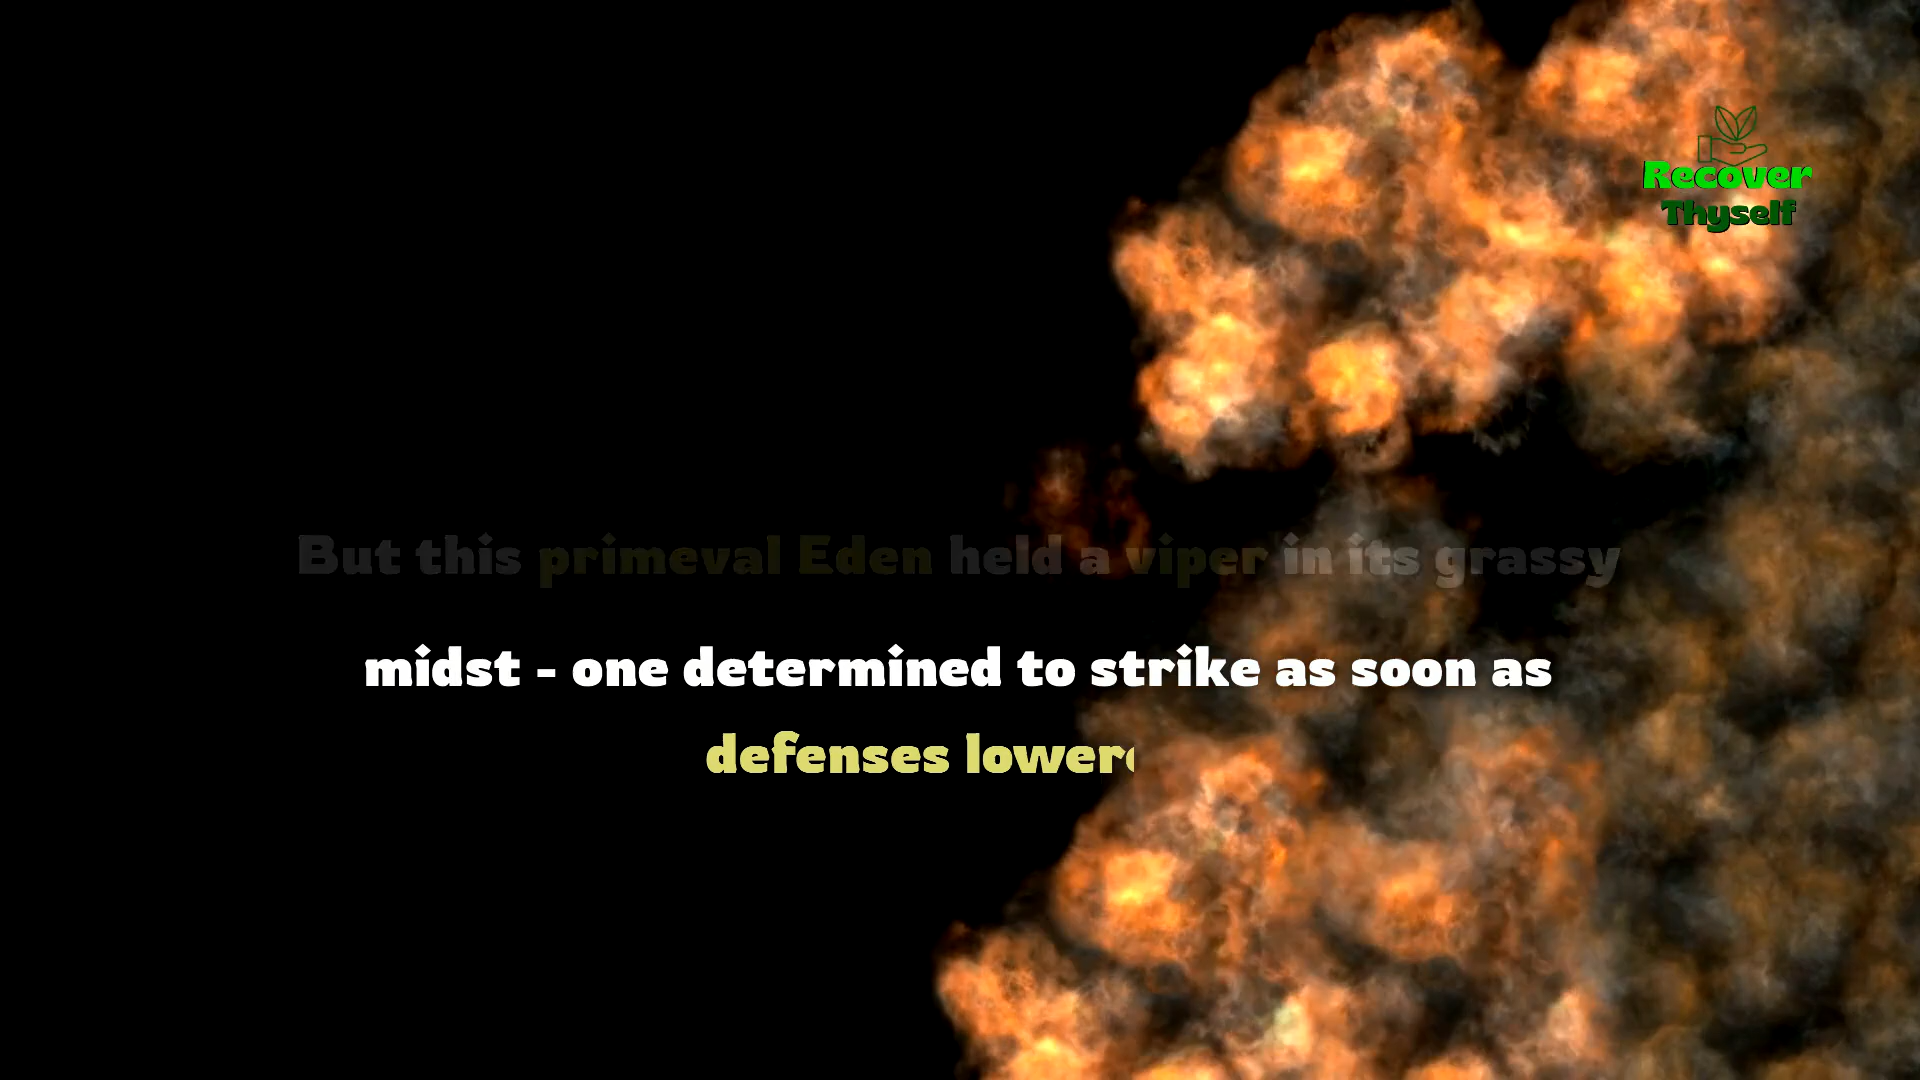 Recover
Thyself
But this primeval Eden held a viper in its grassy
midst - one determined to strike as soon as
defenses lowere